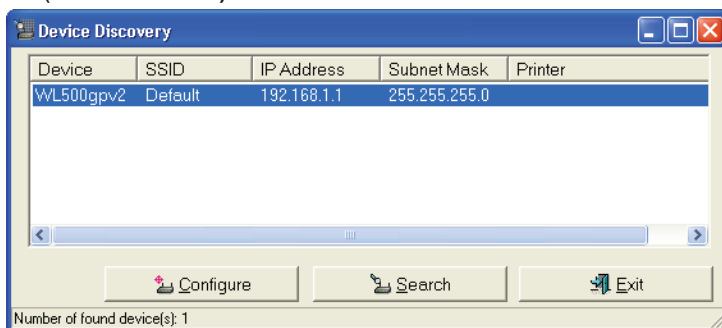 Device Discovery
Device SSID IP Address Subnet Mask Printer
WL500gpv2 Default 192.168.1.1 255.255.255.0
Configure Search Exit
Number of found device(s): 1